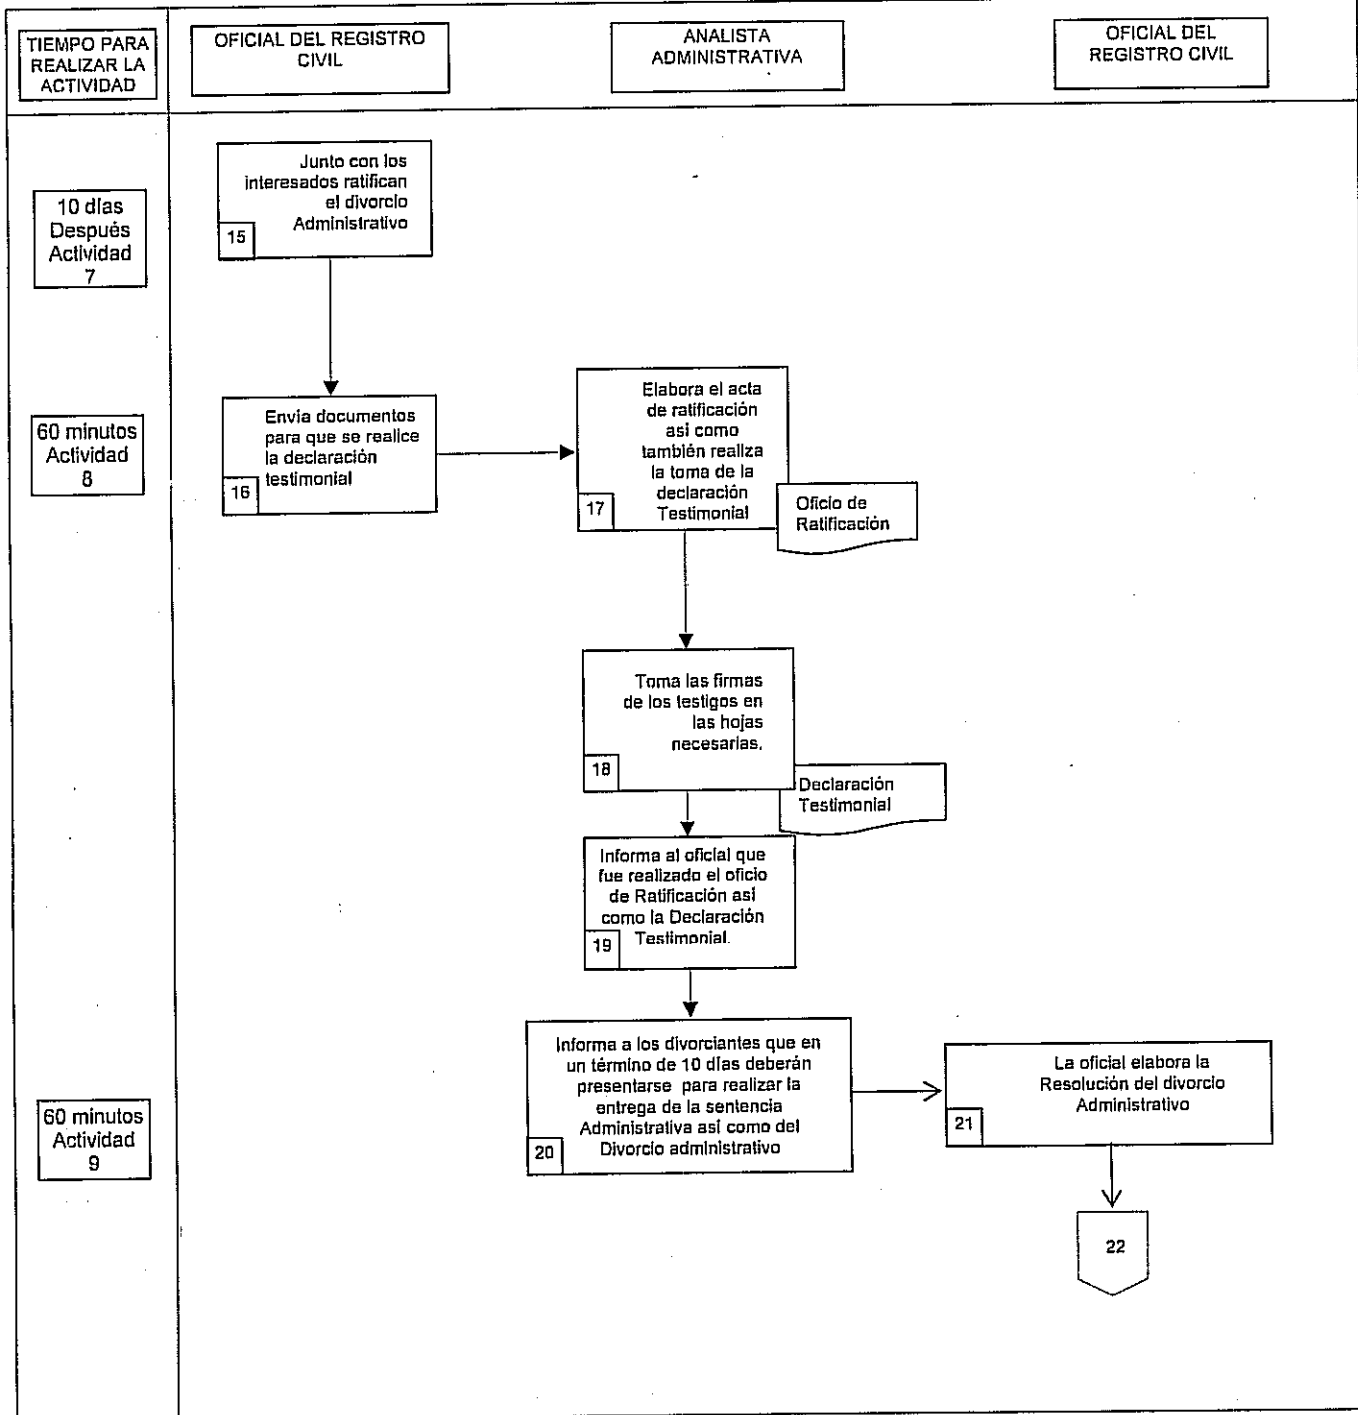 TIEMPO PARA
REALIZAR LA
ACTIVIDAD
OFICIAL DEL REGISTRO
CIVIL
ANALISTA
ADMINISTRATIVA
OFICIAL DEL
REGISTRO CIVIL
10 días
Después
Actividad
7
Junto con los
interesados ratifican
el divorcio
Administrativo
15
60 minutos
Actividad
8
Envía documentos
para que se realice
la declaración
testimonial
16
Elabora el acta
de ratificación
así como
también realiza
la toma de la
declaración
Testimonial
17
Oficio de
Ratificación
Toma las firmas
de los testigos en
las hojas
necesarias.
18
Declaración
Testimonial
Informa al oficial que
fue realizado el oficio
de Ratificación así
como la Declaración
Testimonial.
19
60 minutos
Actividad
9
Informa a los divorciantes que en
un término de 10 días deberán
presentarse para realizar la
entrega de la sentencia
Administrativa así como del
Divorcio administrativo
20
La oficial elabora la
Resolución del divorcio
Administrativo
21
22